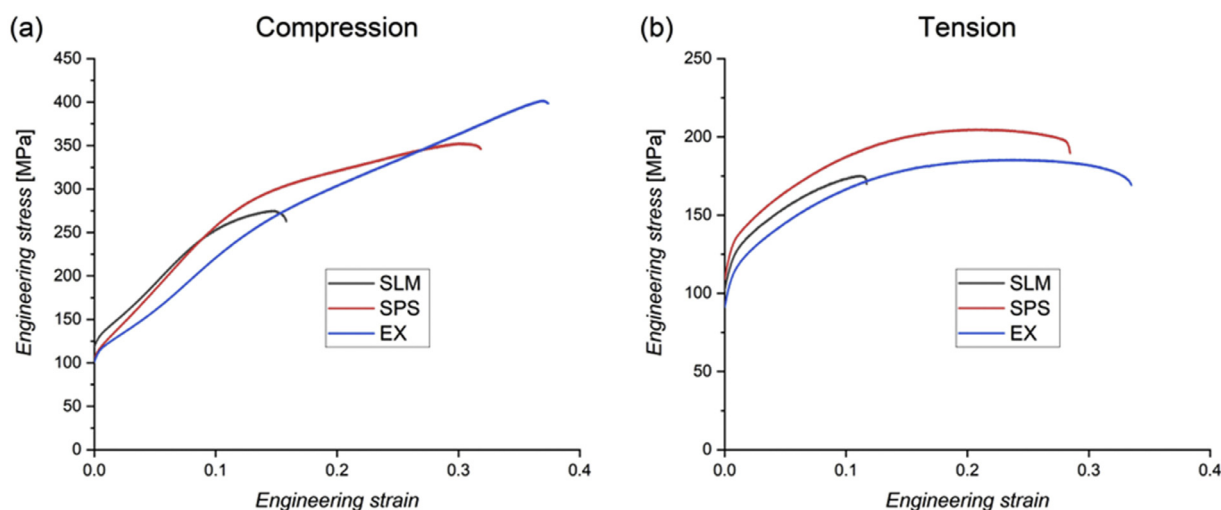 (a)
Compression
Engineering stress [MPa]
450
400
350
300
250
200
150
100
50
0
0.0 0.1 0.2 0.3 0.4
Engineering strain
SLM
SPS
EX
(b)
Tension
Engineering stress [MPa]
250
200
150
100
50
0
0.0 0.1 0.2 0.3 0.4
Engineering strain
SLM
SPS
EX